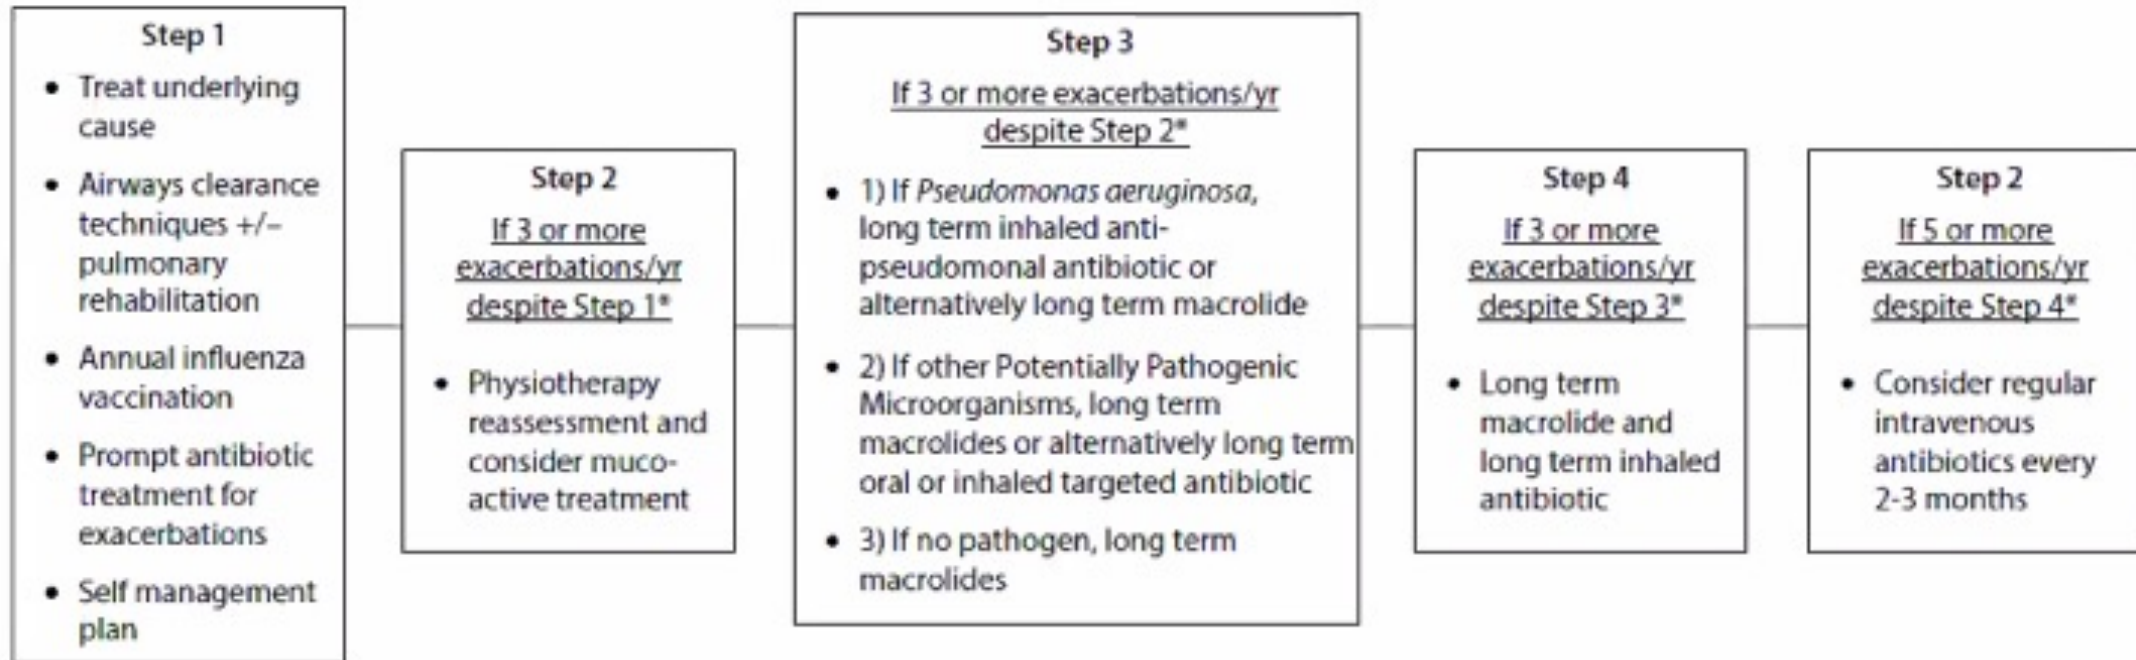 Step 1
• Treat underlying
cause
• Airways clearance
techniques +/–
pulmonary
rehabilitation
• Annual influenza
vaccination
• Prompt antibiotic
treatment for
exacerbations
• Self management
plan
Step 2
If 3 or more
exacerbations/yr
despite Step 1*
• Physiotherapy
reassessment and
consider muco-
active treatment
Step 3
If 3 or more exacerbations/yr
despite Step 2*
• 1) If Pseudomonas aeruginosa,
long term inhaled anti-
pseudomonal antibiotic or
alternatively long term macrolide
• 2) If other Potentially Pathogenic
Microorganisms, long term
macrolides or alternatively long term
oral or inhaled targeted antibiotic
• 3) If no pathogen, long term
macrolides
Step 4
If 3 or more
exacerbations/yr
despite Step 3*
• Long term
macrolide and
long term inhaled
antibiotic
Step 2
If 5 or more
exacerbations/yr
despite Step 4*
• Consider regular
intravenous
antibiotics every
2-3 months